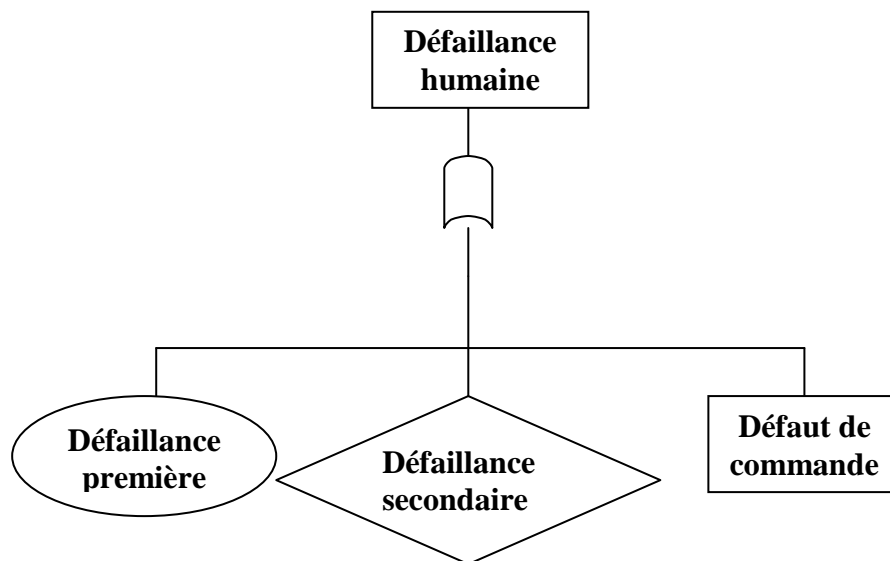 Défaillance
humaine
Défaillance
première
Défaillance
secondaire
Défaut de
commande